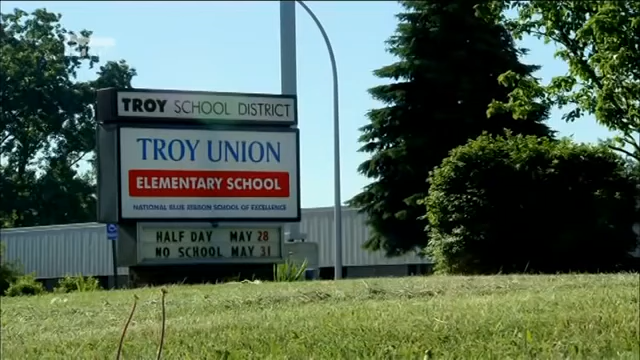 TROY SCHOOL DISTRICT
TROY UNION
ELEMENTARY SCHOOL
NATIONAL BLUE RIBBON SCHOOL OF EXCELLENCE
HALF DAY MAY 28
NO SCHOOL MAY 31